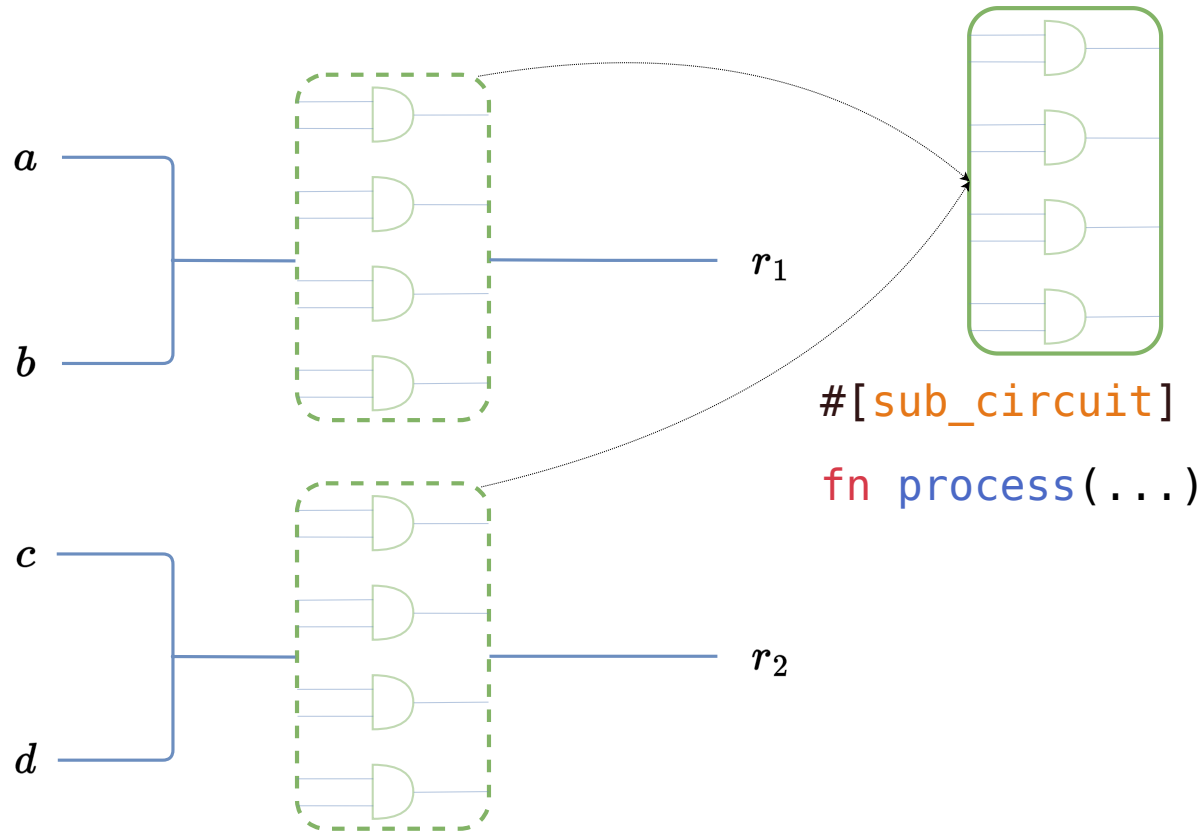 a
b
r₁
#[sub_circuit]
fn process(...)
c
d
r₂